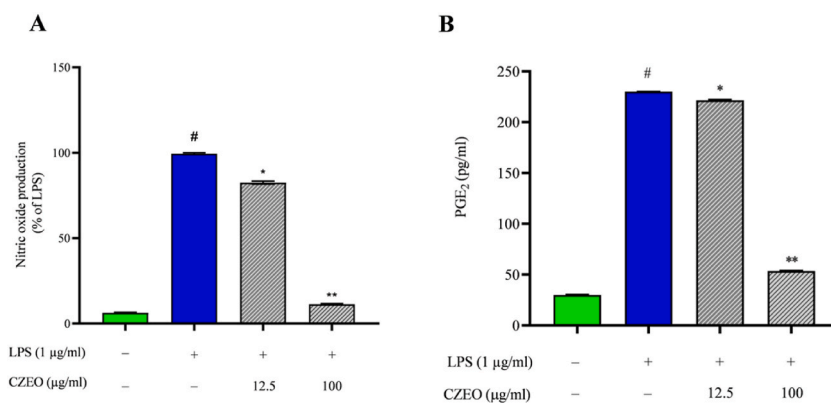 A
Nitric oxide production
(% of LPS)
150
100
50
0
#
*
**
LPS (1 µg/ml) – + + +
CZEO (µg/ml) – – 12.5 100
B
PGE2 (pg/ml)
250
200
150
100
50
0
#
*
**
LPS (1 µg/ml) – + + +
CZEO (µg/ml) – – 12.5 100